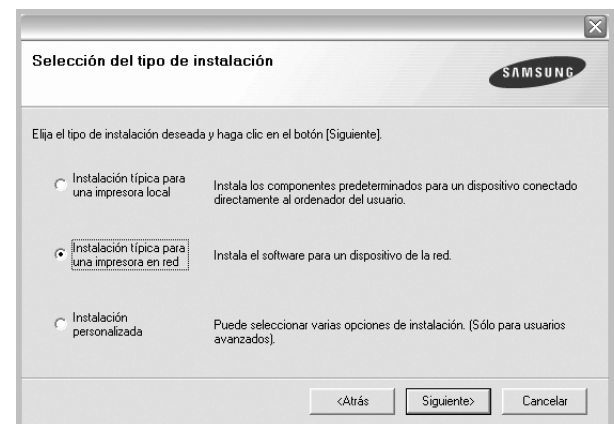 Selección del tipo de instalación
SAMSUNG
Elija el tipo de instalación deseada y haga clic en el botón [Siguiente].
Instalación típica para
una impresora local
Instala los componentes predeterminados para un dispositivo conectado
directamente al ordenador del usuario.
Instalación típica para
una impresora en red
Instala el software para un dispositivo de la red.
Instalación
personalizada
Puede seleccionar varias opciones de instalación. (Sólo para usuarios
avanzados).
<Atrás
Siguiente>
Cancelar